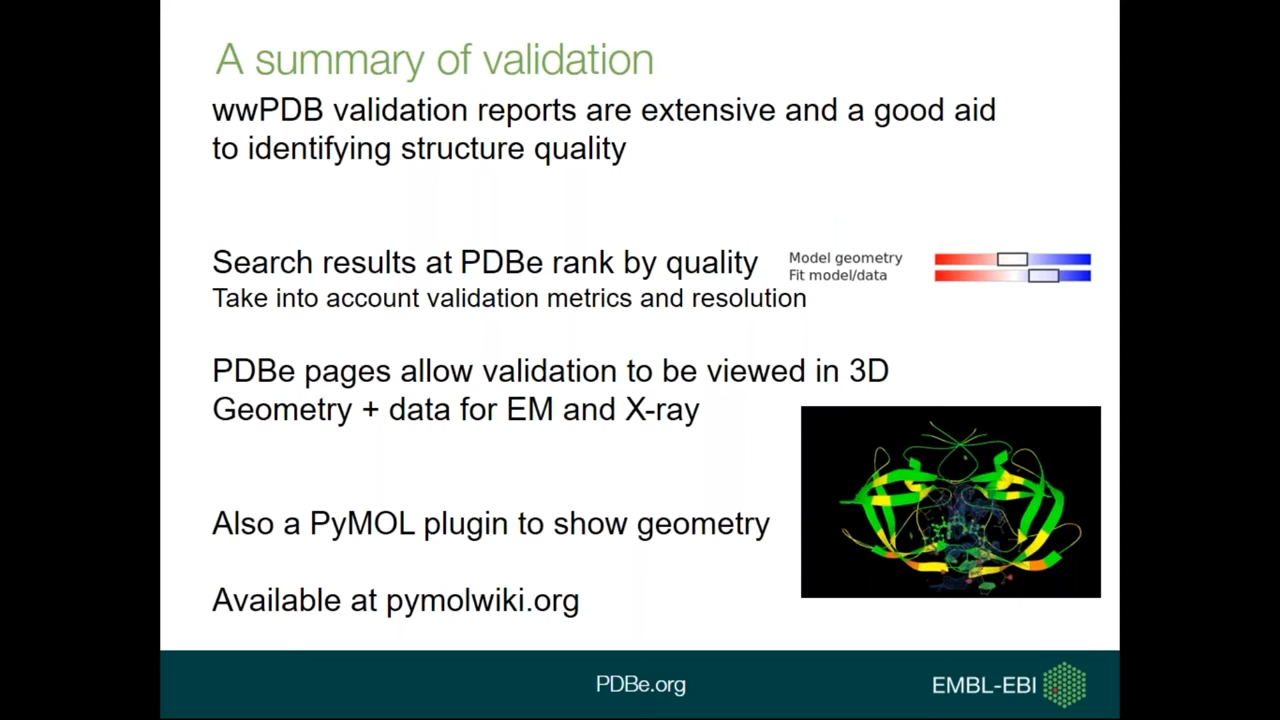 A summary of validation
wwPDB validation reports are extensive and a good aid
to identifying structure quality
Search results at PDBe rank by quality
Model geometry
Fit model/data
Take into account validation metrics and resolution
PDBe pages allow validation to be viewed in 3D
Geometry + data for EM and X-ray
Also a PyMOL plugin to show geometry
Available at pymolwiki.org
PDBe.org
EMBL-EBI